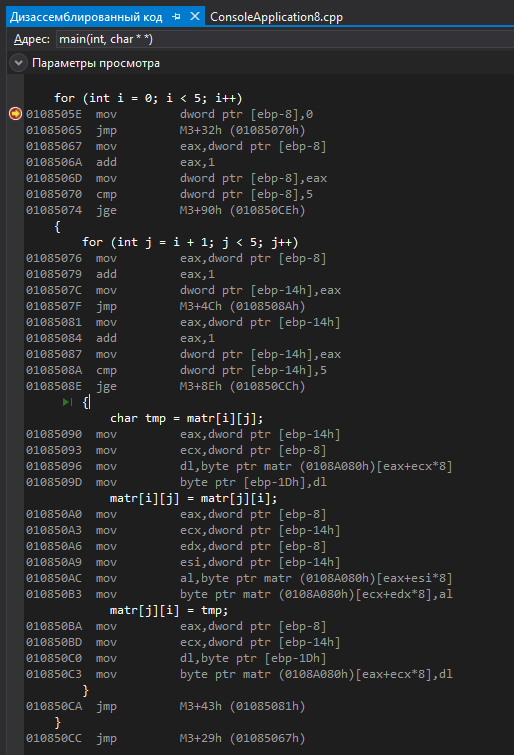 Дизассемблированный код ConsoleApplication8.cpp
Адрес: main(int, char * *)
Параметры просмотра
for (int i = 0; i < 5; i++)
0108505E mov dword ptr [ebp-8],0
01085065 jmp M3+32h (01085070h)
01085067 mov eax,dword ptr [ebp-8]
0108506A add eax,1
0108506D mov dword ptr [ebp-8],eax
01085070 cmp dword ptr [ebp-8],5
01085074 jge M3+90h (010850CEh)
{
for (int j = i + 1; j < 5; j++)
01085076 mov eax,dword ptr [ebp-8]
01085079 add eax,1
0108507C mov dword ptr [ebp-14h],eax
0108507F jmp M3+4Ch (0108508Ah)
01085081 mov eax,dword ptr [ebp-14h]
01085084 add eax,1
01085087 mov dword ptr [ebp-14h],eax
0108508A cmp dword ptr [ebp-14h],5
0108508E jge M3+8Eh (010850CCh)
{
char tmp = matr[i][j];
01085090 mov eax,dword ptr [ebp-14h]
01085093 mov ecx,dword ptr [ebp-8]
01085096 mov dl,byte ptr matr (0108A080h)[eax+ecx*8]
0108509D mov byte ptr [ebp-1Dh],dl
matr[i][j] = matr[j][i];
010850A0 mov eax,dword ptr [ebp-8]
010850A3 mov ecx,dword ptr [ebp-14h]
010850A6 mov edx,dword ptr [ebp-8]
010850A9 mov esi,dword ptr [ebp-14h]
010850AC mov al,byte ptr matr (0108A080h)[eax+esi*8]
010850B3 mov byte ptr matr (0108A080h)[ecx+edx*8],al
matr[j][i] = tmp;
010850BA mov eax,dword ptr [ebp-8]
010850BD mov ecx,dword ptr [ebp-14h]
010850C0 mov dl,byte ptr [ebp-1Dh]
010850C3 mov byte ptr matr (0108A080h)[eax+ecx*8],dl
}
010850CA jmp M3+43h (01085081h)
}
010850CC jmp M3+29h (01085067h)